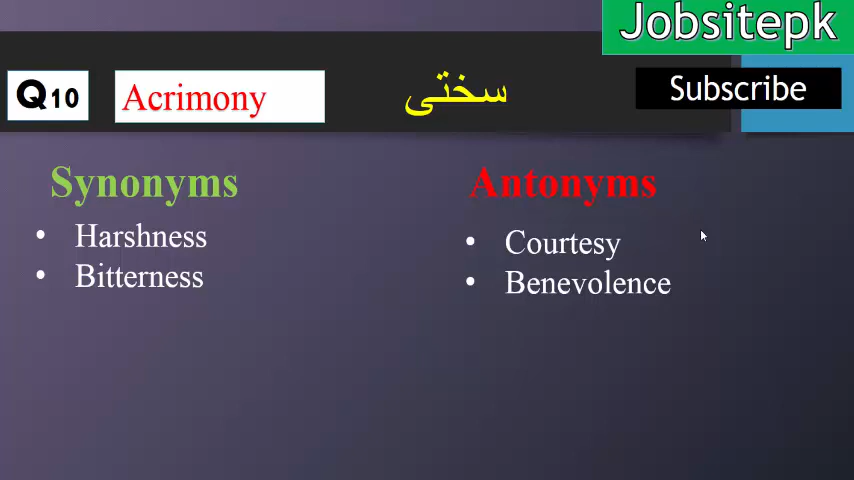 Jobsitepk
Q10 Acrimony سختی Subscribe
Synonyms
• Harshness
• Bitterness
Antonyms
• Courtesy
• Benevolence